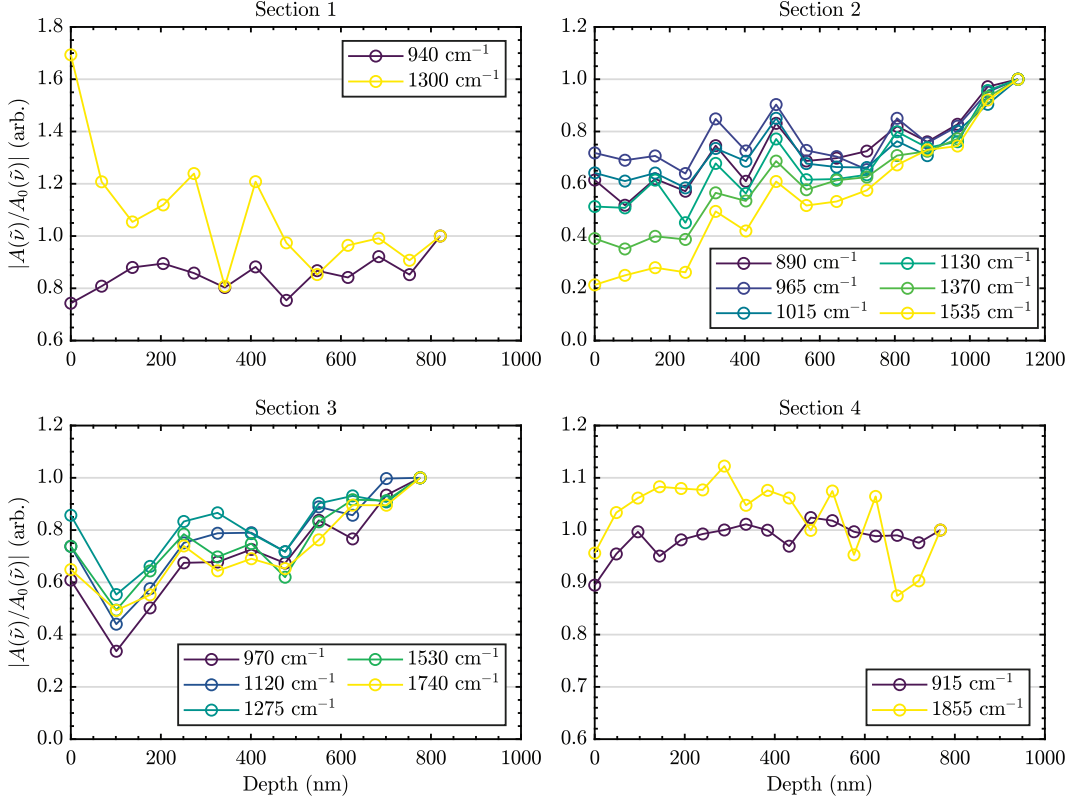 Section 1
|A(ν̃)/A₀(ν̃)| (arb.)
1.8
1.6
1.4
1.2
1.0
0.8
0.6
0 200 400 600 800 1000
940 cm⁻¹
1300 cm⁻¹
Section 2
1.2
1.0
0.8
0.6
0.4
0.2
0.0
0 200 400 600 800 1000 1200
890 cm⁻¹ 1130 cm⁻¹
965 cm⁻¹ 1370 cm⁻¹
1015 cm⁻¹ 1535 cm⁻¹
Section 3
|A(ν̃)/A₀(ν̃)| (arb.)
1.2
1.0
0.8
0.6
0.4
0.2
0.0
0 200 400 600 800 1000
Depth (nm)
970 cm⁻¹ 1530 cm⁻¹
1120 cm⁻¹ 1740 cm⁻¹
1275 cm⁻¹
Section 4
1.2
1.1
1.0
0.9
0.8
0.7
0.6
0 200 400 600 800 1000
Depth (nm)
915 cm⁻¹
1855 cm⁻¹